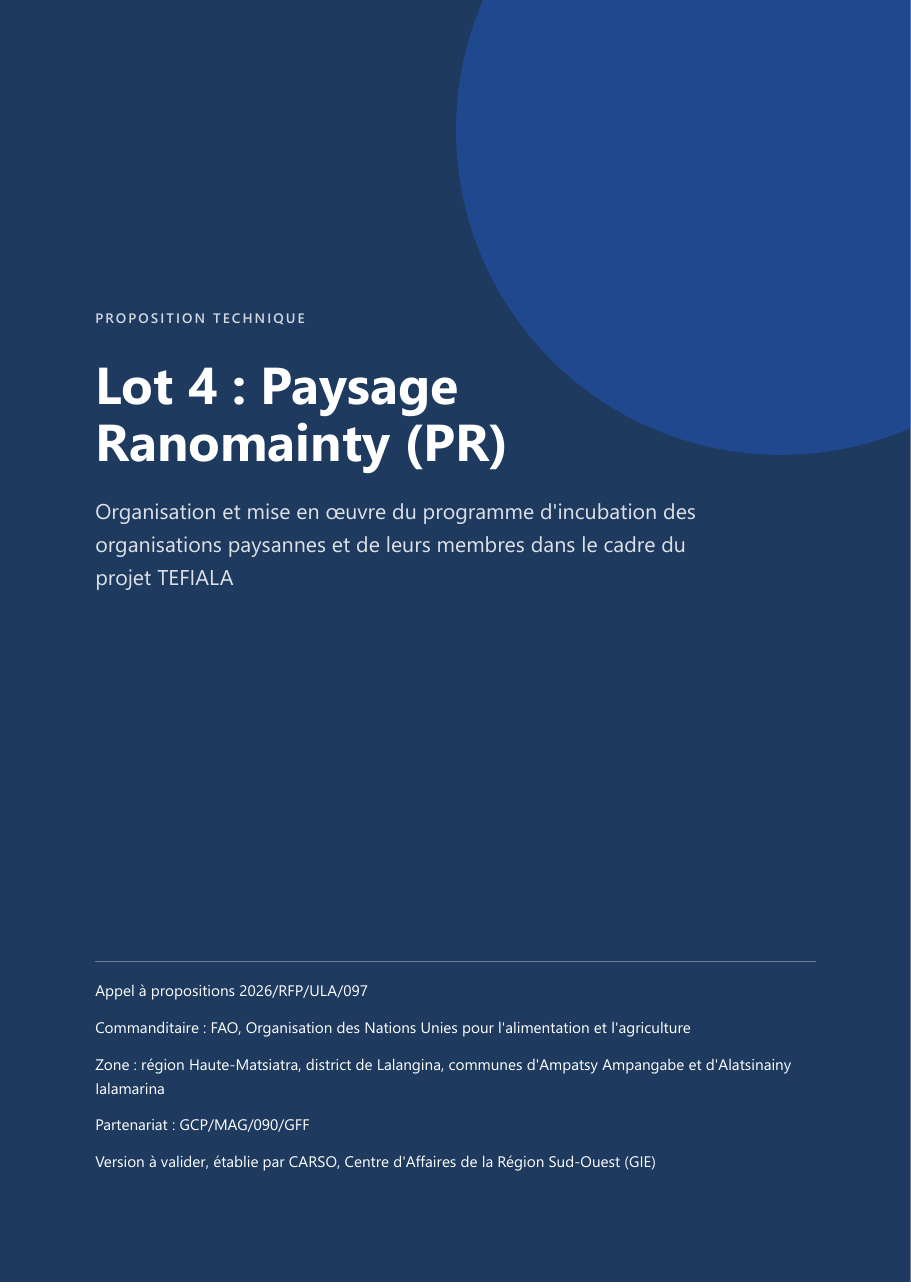 PROPOSITION TECHNIQUE
Lot 4 : Paysage
Ranomainty (PR)
Organisation et mise en œuvre du programme d'incubation des
organisations paysannes et de leurs membres dans le cadre du
projet TEFIALA
Appel à propositions 2026/RFP/ULA/097
Commanditaire : FAO, Organisation des Nations Unies pour l'alimentation et l'agriculture
Zone : région Haute-Matsiatra, district de Lalangina, communes d'Ampatsy Ampangabe et d'Alatsinainy
Ialamarina
Partenariat : GCP/MAG/090/GFF
Version à valider, établie par CARSO, Centre d'Affaires de la Région Sud-Ouest (GIE)